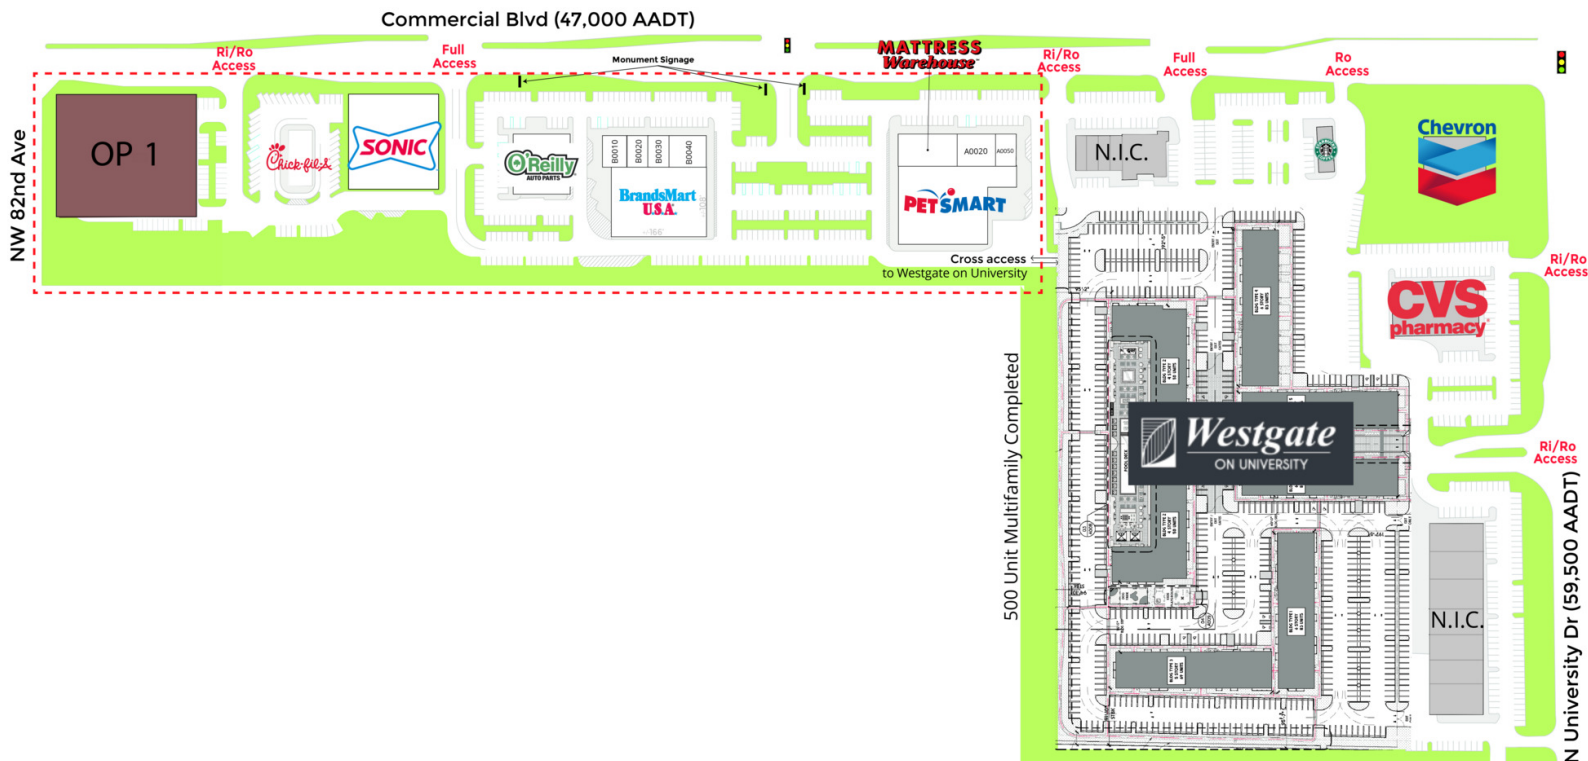 Commercial Blvd (47,000 AADT)
Ri/Ro
Access
Full
Access
Monument Signage
MATTRESS
Warehouse
Ri/Ro
Access
Full
Access
Ro
Access
NW 82nd Ave
OP 1
Chick-fil-A
SONIC
O'Reilly
AUTO PARTS
B0010
B0020
B0030
B0040
BrandsMart
U.S.A.
+/-166'
+/-108'
A0020
A0050
PETSMART
N.I.C.
Chevron
Cross access
to Westgate on University
Ri/Ro
Access
CVS
pharmacy
500 Unit Multifamily Completed
Westgate
ON UNIVERSITY
Ri/Ro
Access
N.I.C.
N University Dr (59,500 AADT)